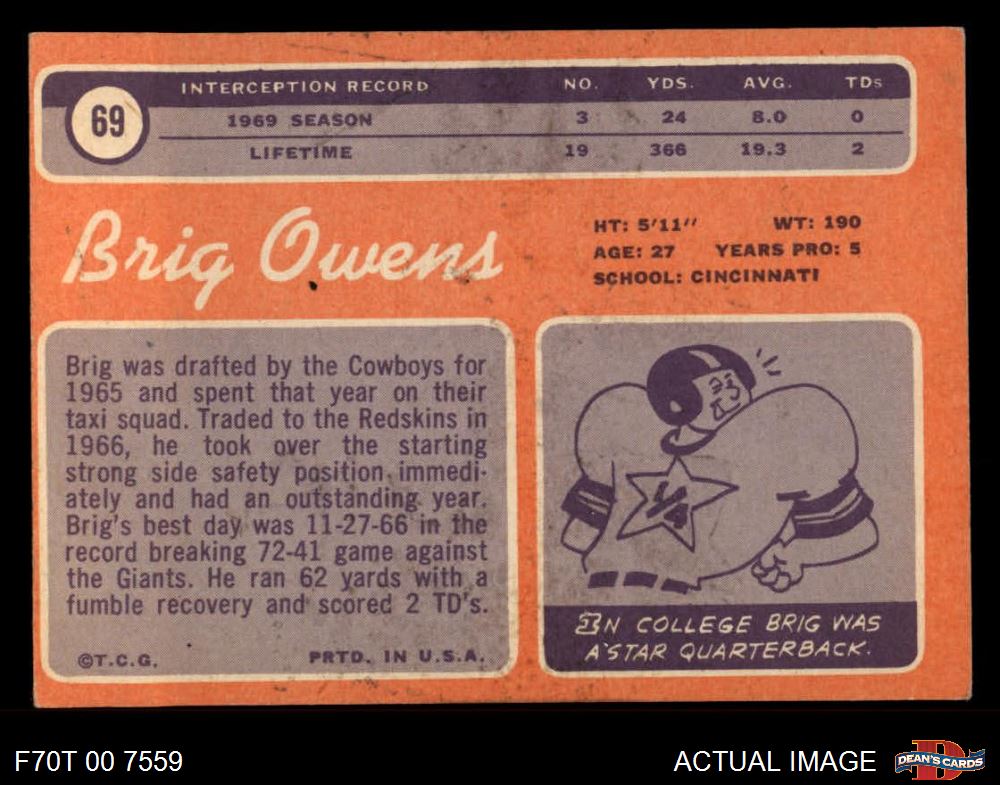 INTERCEPTION RECORD NO. YDS. AVG. TDs
69
1969 SEASON 3 24 8.0 0
LIFETIME 19 366 19.3 2
Brig Owens
HT: 5'11" WT: 190
AGE: 27 YEARS PRO: 5
SCHOOL: CINCINNATI
Brig was drafted by the Cowboys for
1965 and spent that year on their
taxi squad. Traded to the Redskins in
1966, he took over the starting
strong side safety position immedi-
ately and had an outstanding year.
Brig's best day was 11-27-66 in the
record breaking 72-41 game against
the Giants. He ran 62 yards with a
fumble recovery and scored 2 TD's.
©T.C.G. PRTD. IN U.S.A.
1/4
IN COLLEGE BRIG WAS
A STAR QUARTERBACK.
F70T 00 7559
ACTUAL IMAGE
D
DEAN'S CARDS